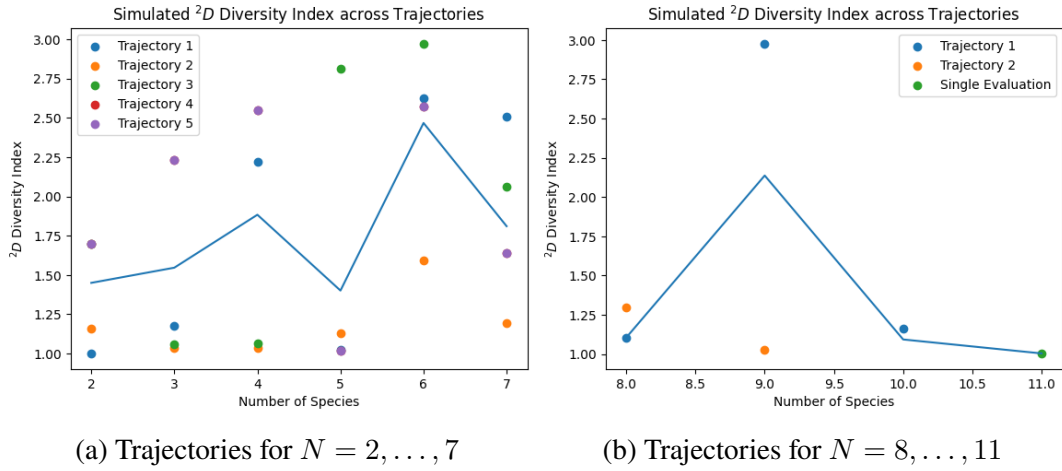 Simulated ²D Diversity Index across Trajectories
3.00
2.75
2.50
2.25
2.00
1.75
1.50
1.25
1.00
²D Diversity Index
Trajectory 1
Trajectory 2
Trajectory 3
Trajectory 4
Trajectory 5
2 3 4 5 6 7
Number of Species
(a) Trajectories for N = 2, . . . , 7
Simulated ²D Diversity Index across Trajectories
3.00
2.75
2.50
2.25
2.00
1.75
1.50
1.25
1.00
²D Diversity Index
Trajectory 1
Trajectory 2
Single Evaluation
8.0 8.5 9.0 9.5 10.0 10.5 11.0
Number of Species
(b) Trajectories for N = 8, . . . , 11